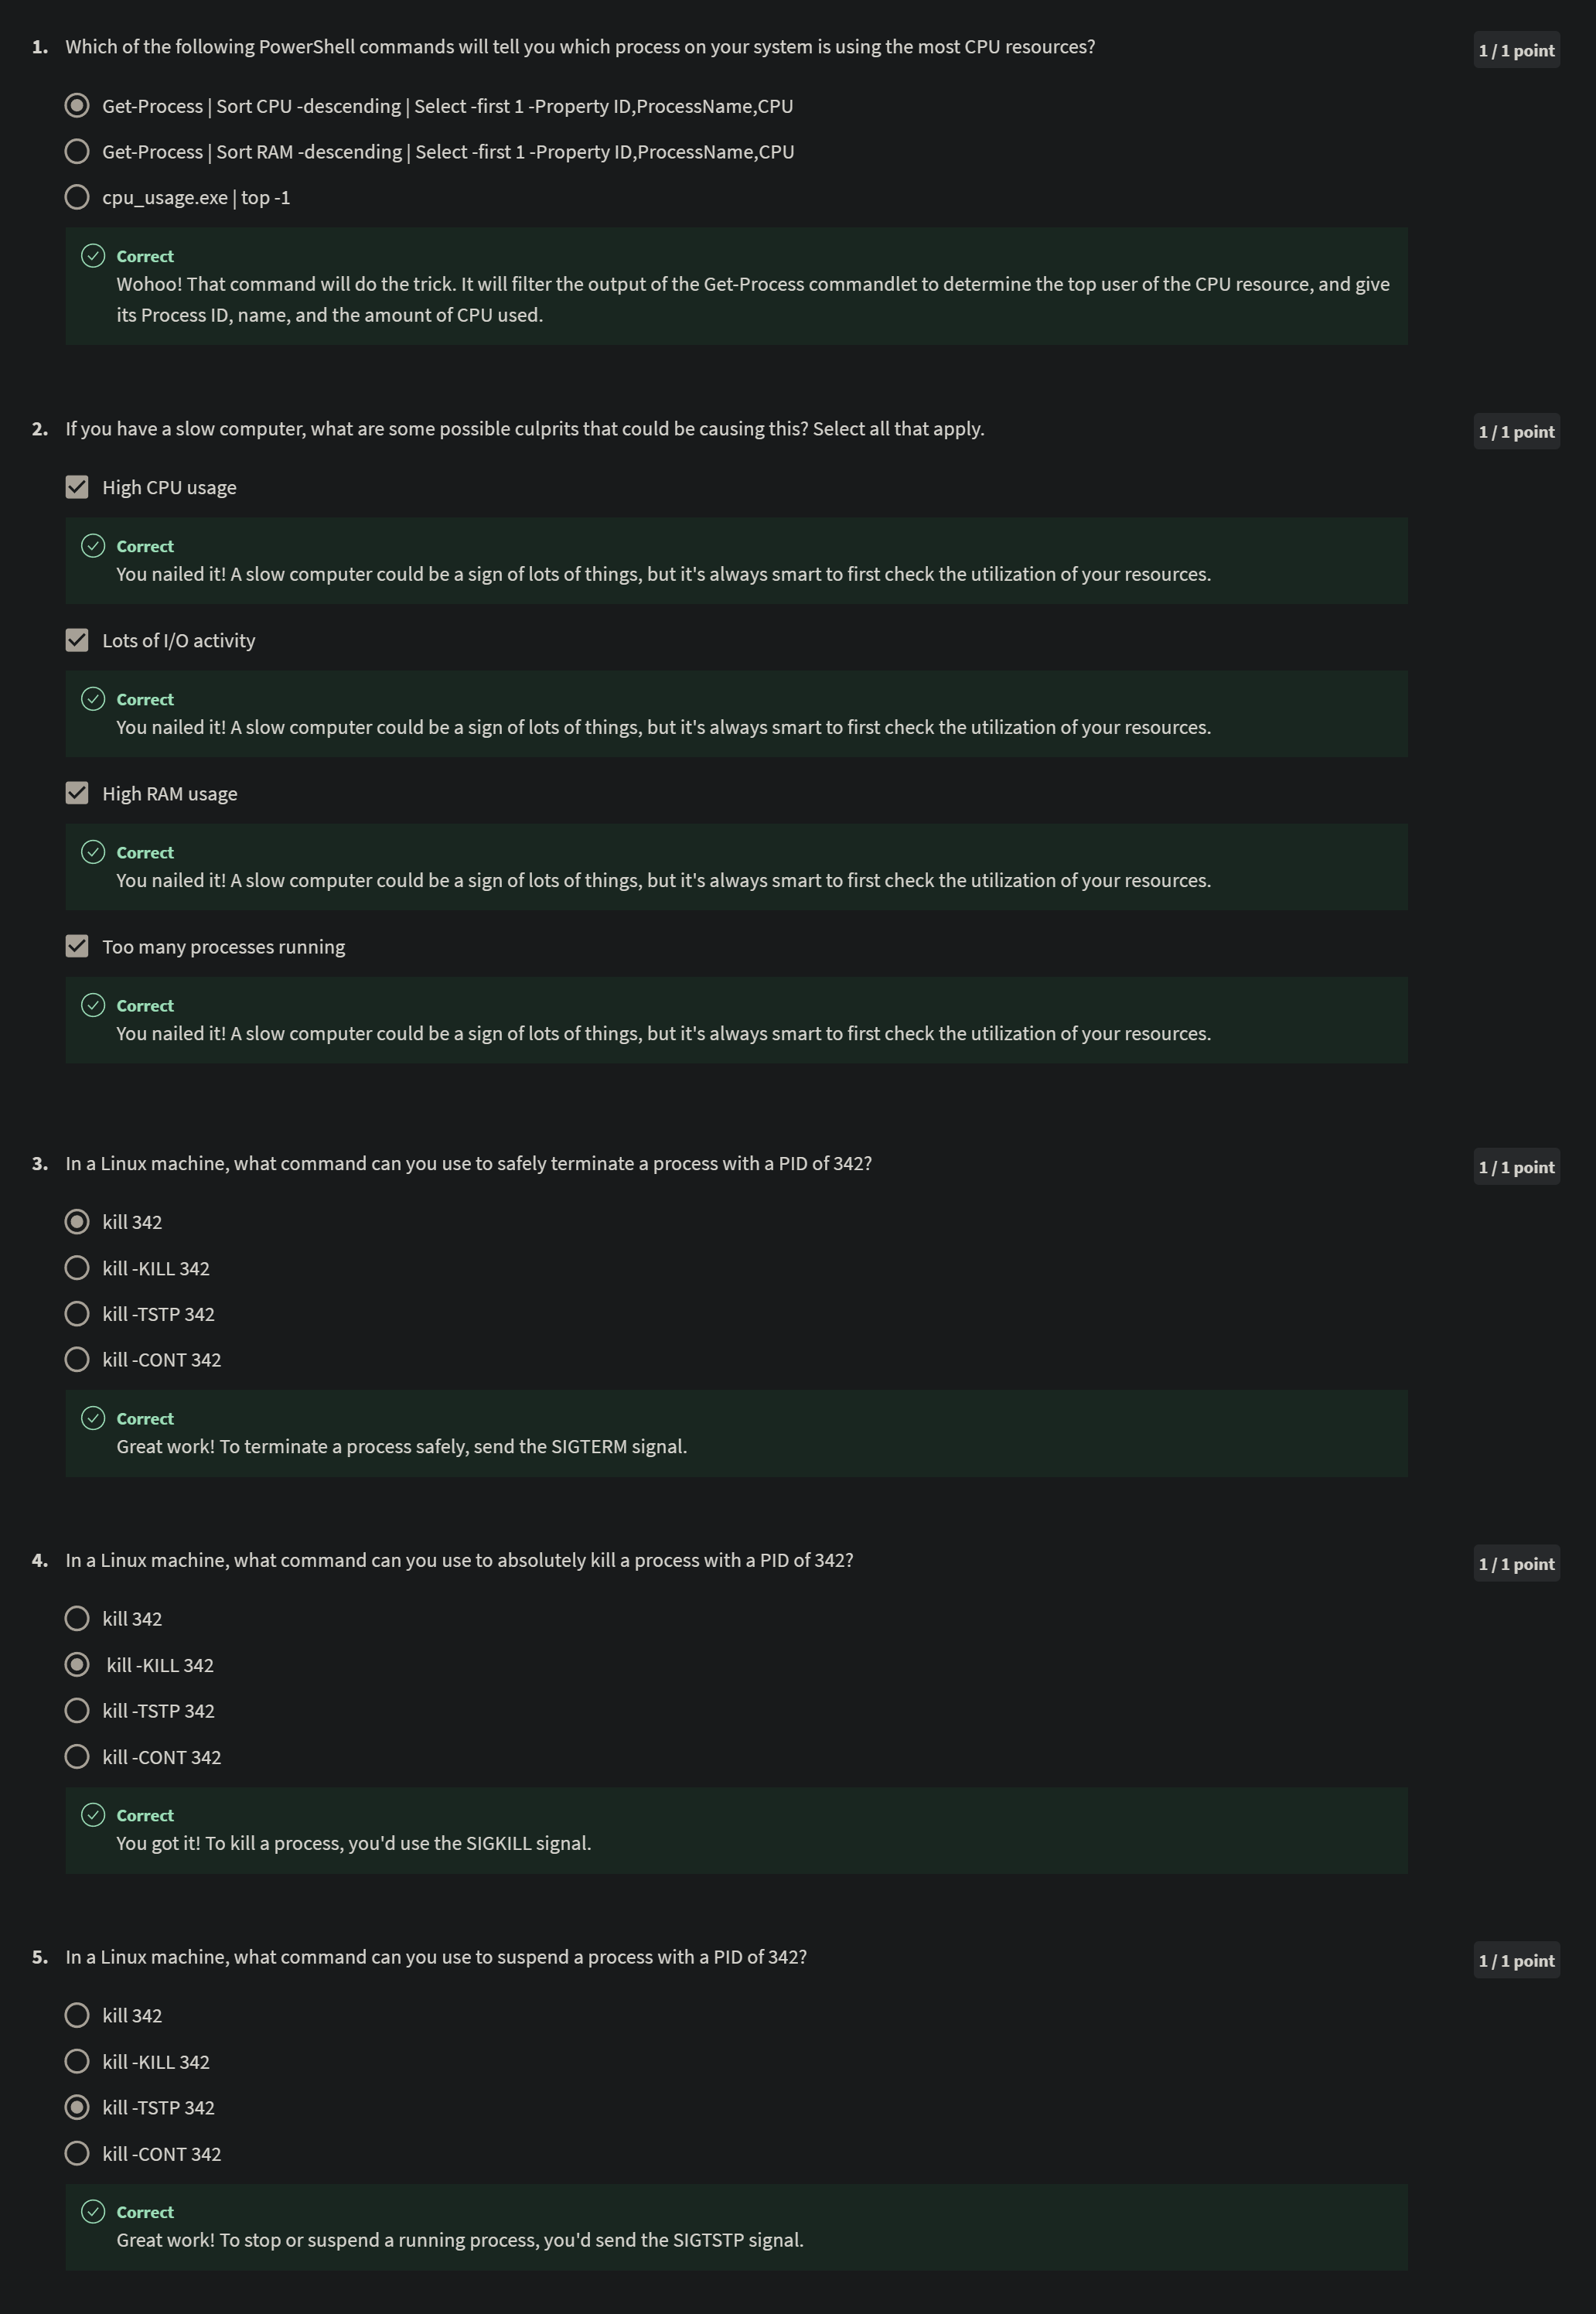 1. Which of the following PowerShell commands will tell you which process on your system is using the most CPU resources?
1 / 1 point
Get-Process | Sort CPU -descending | Select -first 1 -Property ID,ProcessName,CPU
Get-Process | Sort RAM -descending | Select -first 1 -Property ID,ProcessName,CPU
cpu_usage.exe | top -1
Correct
Wohoo! That command will do the trick. It will filter the output of the Get-Process commandlet to determine the top user of the CPU resource, and give
its Process ID, name, and the amount of CPU used.
2. If you have a slow computer, what are some possible culprits that could be causing this? Select all that apply.
1 / 1 point
High CPU usage
Correct
You nailed it! A slow computer could be a sign of lots of things, but it's always smart to first check the utilization of your resources.
Lots of I/O activity
Correct
You nailed it! A slow computer could be a sign of lots of things, but it's always smart to first check the utilization of your resources.
High RAM usage
Correct
You nailed it! A slow computer could be a sign of lots of things, but it's always smart to first check the utilization of your resources.
Too many processes running
Correct
You nailed it! A slow computer could be a sign of lots of things, but it's always smart to first check the utilization of your resources.
3. In a Linux machine, what command can you use to safely terminate a process with a PID of 342?
1 / 1 point
kill 342
kill -KILL 342
kill -TSTP 342
kill -CONT 342
Correct
Great work! To terminate a process safely, send the SIGTERM signal.
4. In a Linux machine, what command can you use to absolutely kill a process with a PID of 342?
1 / 1 point
kill 342
kill -KILL 342
kill -TSTP 342
kill -CONT 342
Correct
You got it! To kill a process, you'd use the SIGKILL signal.
5. In a Linux machine, what command can you use to suspend a process with a PID of 342?
1 / 1 point
kill 342
kill -KILL 342
kill -TSTP 342
kill -CONT 342
Correct
Great work! To stop or suspend a running process, you'd send the SIGTSTP signal.